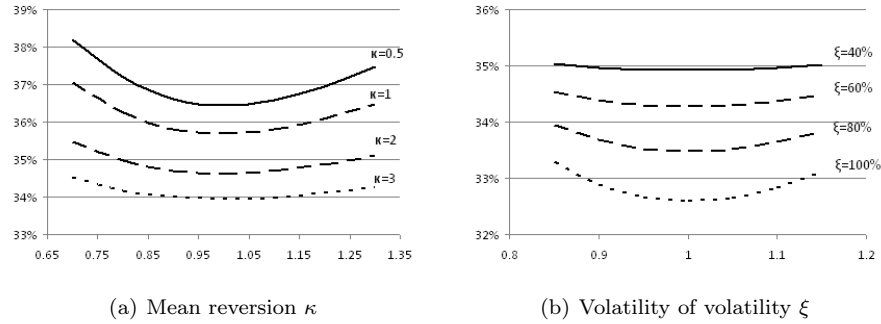 39%
38%
37%
36%
35%
34%
33%
0.65 0.75 0.85 0.95 1.05 1.15 1.25 1.35
κ=0.5
κ=1
κ=2
κ=3
(a) Mean reversion κ
36%
35%
34%
33%
32%
0.8 0.9 1 1.1 1.2
ξ=40%
ξ=60%
ξ=80%
ξ=100%
(b) Volatility of volatility ξ